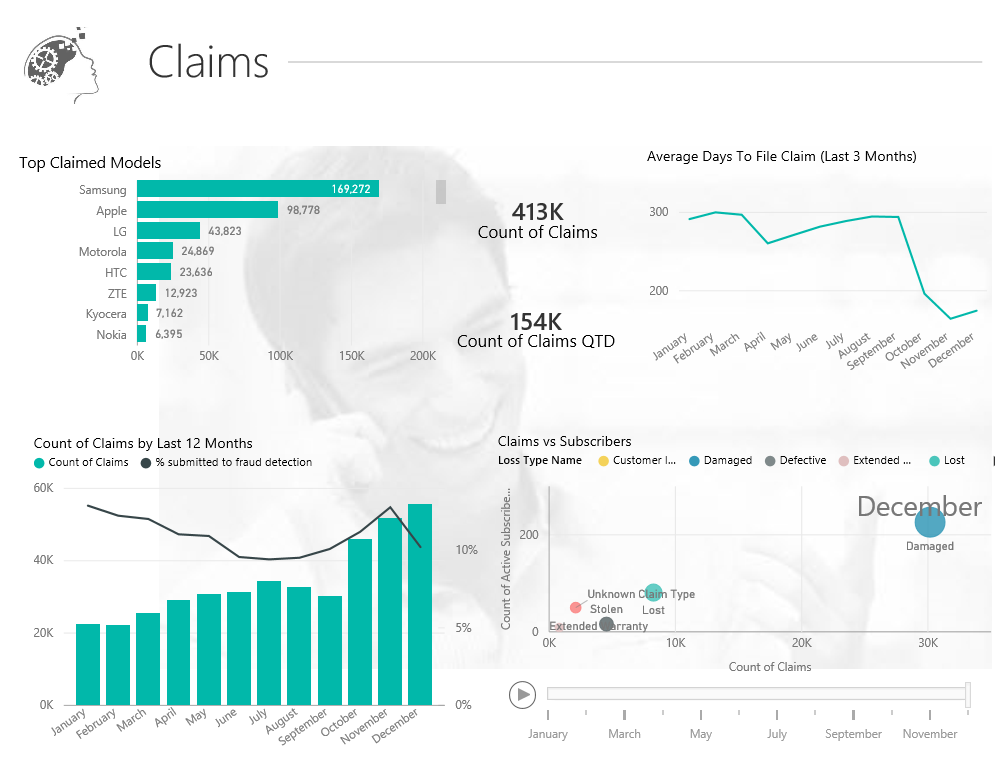 Claims
Top Claimed Models
Samsung 169,272
Apple 98,778
LG 43,823
Motorola 24,869
HTC 23,636
ZTE 12,923
Kyocera 7,162
Nokia 6,395
0K 50K 100K 150K 200K
413K
Count of Claims
154K
Count of Claims QTD
Average Days To File Claim (Last 3 Months)
300
200
January February March April May June July August September October November December
Count of Claims by Last 12 Months
Count of Claims % submitted to fraud detection
60K
40K 10%
20K 5%
0K 0%
January February March April May June July August September October November December
Claims vs Subscribers
Loss Type Name Customer I... Damaged Defective Extended ... Lost
Count of Active Subscribe...
200
0
December
Damaged
Unknown Claim Type
Stolen Lost
Extended Warranty
0K 10K 20K 30K
Count of Claims
January March May July September November